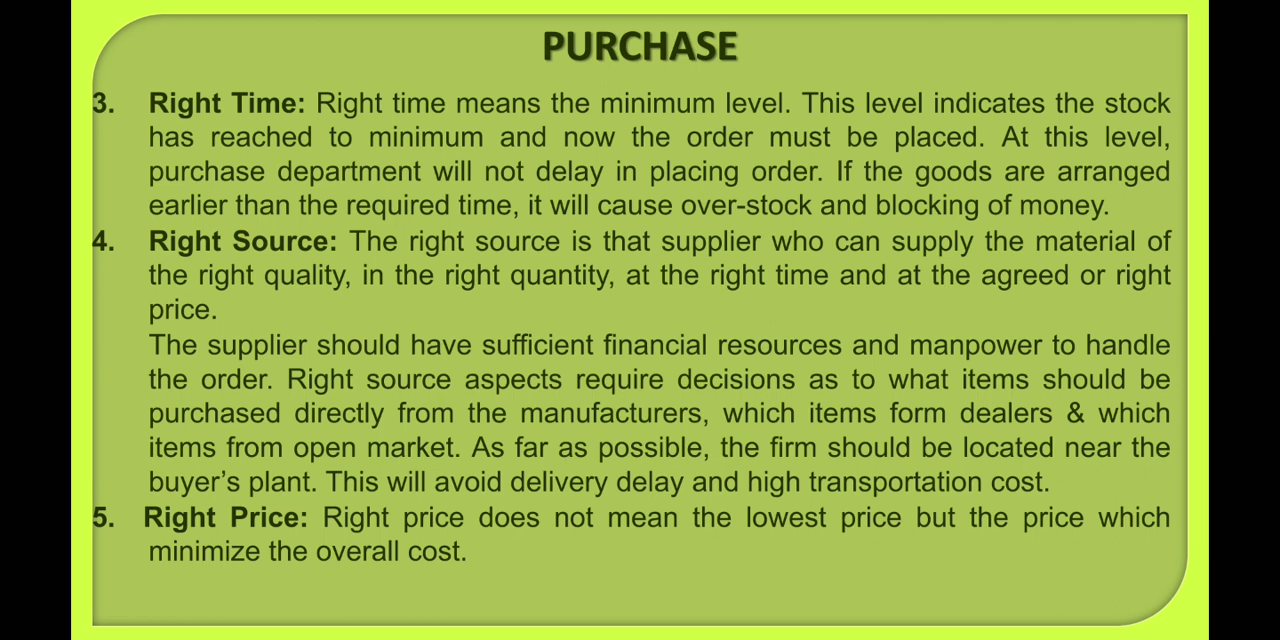 PURCHASE
3. Right Time: Right time means the minimum level. This level indicates the stock
has reached to minimum and now the order must be placed. At this level,
purchase department will not delay in placing order. If the goods are arranged
earlier than the required time, it will cause over-stock and blocking of money.
4. Right Source: The right source is that supplier who can supply the material of
the right quality, in the right quantity, at the right time and at the agreed or right
price.
The supplier should have sufficient financial resources and manpower to handle
the order. Right source aspects require decisions as to what items should be
purchased directly from the manufacturers, which items form dealers & which
items from open market. As far as possible, the firm should be located near the
buyer’s plant. This will avoid delivery delay and high transportation cost.
5. Right Price: Right price does not mean the lowest price but the price which
minimize the overall cost.